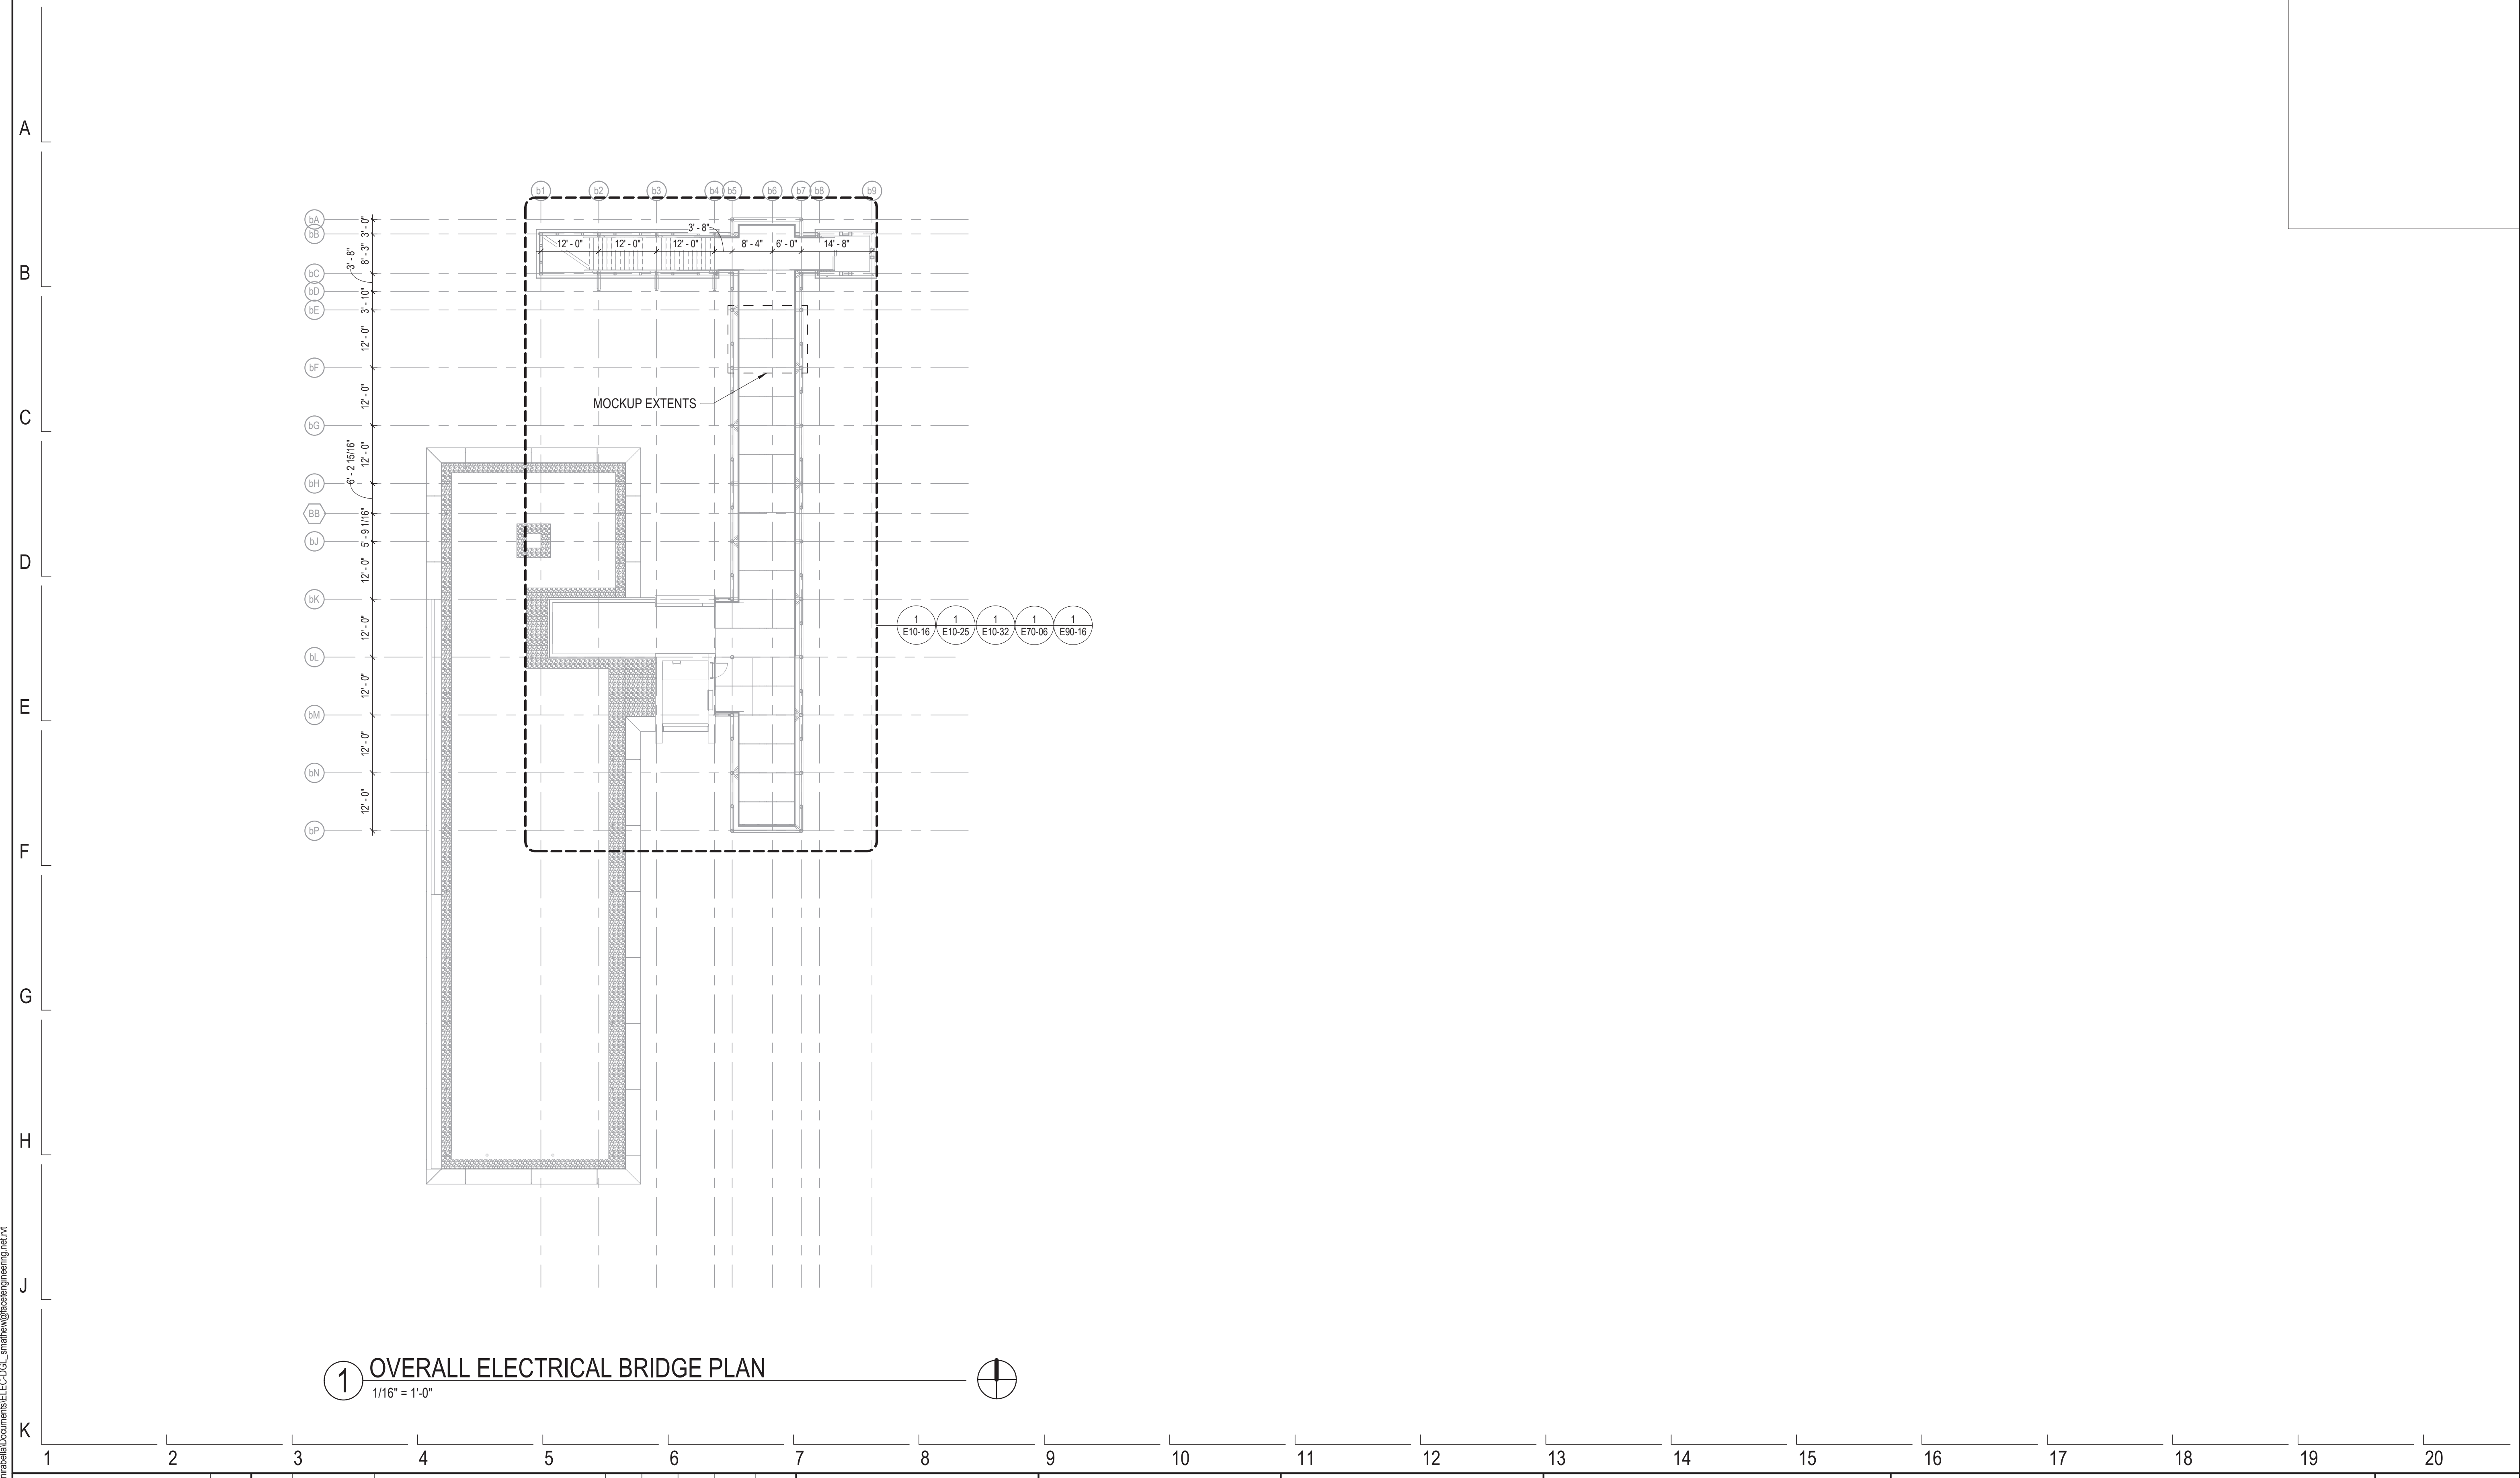 A
B
C
D
E
F
G
H
J
K
b1 b2 b3 b4 b5 b6 b7 b8 b9
bA
bB
bC
bD
bE
bF
bG
bH
BB
bJ
bK
bL
bM
bN
bP
3' - 0"
8' - 3"
3' - 8"
3' - 10"
12' - 0"
12' - 0"
12' - 0"
6' - 2 15/16"
5' - 9 1/16"
12' - 0"
12' - 0"
12' - 0"
12' - 0"
12' - 0"
3' - 8"
12' - 0" 12' - 0" 12' - 0" 8' - 4" 6' - 0" 14' - 8"
MOCKUP EXTENTS
1 1 1 1 1
E10-16 E10-25 E10-32 E70-06 E90-16
1 OVERALL ELECTRICAL BRIDGE PLAN
1/16" = 1'-0"
1 2 3 4 5 6 7 8 9 10 11 12 13 14 15 16 17 18 19 20